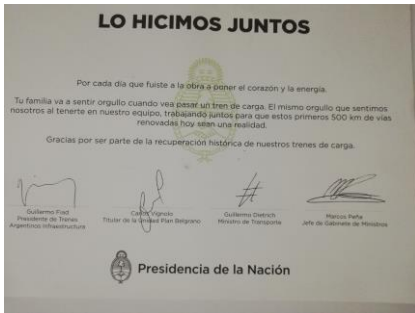 LO HICIMOS JUNTOS
Por cada día que fuiste a la obra a poner el corazón y la energía.
Tu familia va a sentir orgullo cuando vea pasar un tren de carga. El mismo orgullo que sentimos
nosotros al tenerte en nuestro equipo, trabajando juntos para que estos primeros 500 km de vías
renovadas hoy sean una realidad.
Gracias por ser parte de la recuperación histórica de nuestros trenes de carga.
Guillermo Fiad
Presidente de Trenes
Argentinos Infraestructura
Carlos Vignolo
Titular de la Unidad Plan Belgrano
Guillermo Dietrich
Ministro de Transporte
Marcos Peña
Jefe de Gabinete de Ministros
Presidencia de la Nación